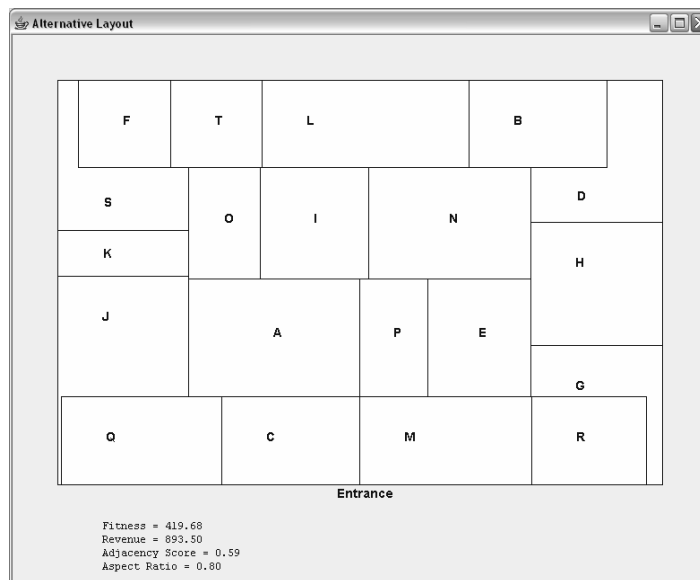 Alternative Layout
F T L B
S O I N D
K H
J A P E
G
Q C M R
Entrance
Fitness = 419.68
Revenue = 893.50
Adjacency Score = 0.59
Aspect Ratio = 0.80